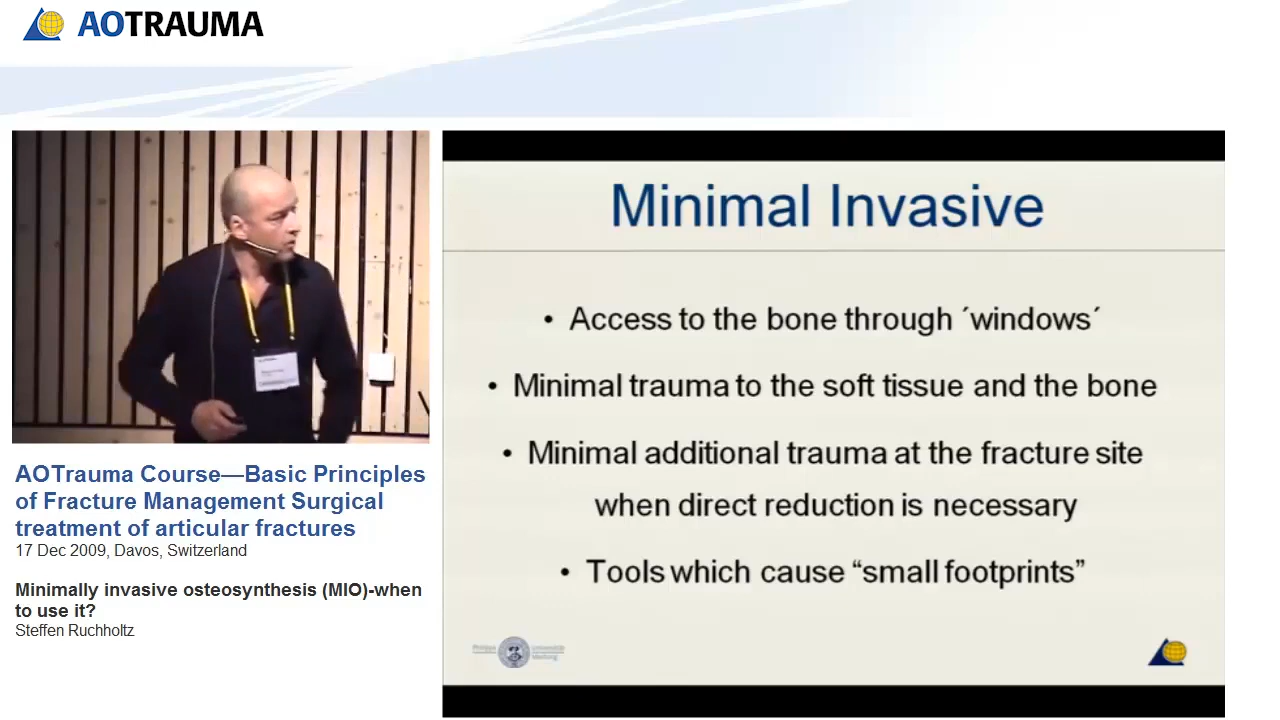 AOTRAUMA
Minimal Invasive
• Access to the bone through ´windows´
• Minimal trauma to the soft tissue and the bone
• Minimal additional trauma at the fracture site
when direct reduction is necessary
• Tools which cause “small footprints”
Philipps Universität
Marburg
AOTrauma Course—Basic Principles
of Fracture Management Surgical
treatment of articular fractures
17 Dec 2009, Davos, Switzerland
Minimally invasive osteosynthesis (MIO)-when
to use it?
Steffen Ruchholtz